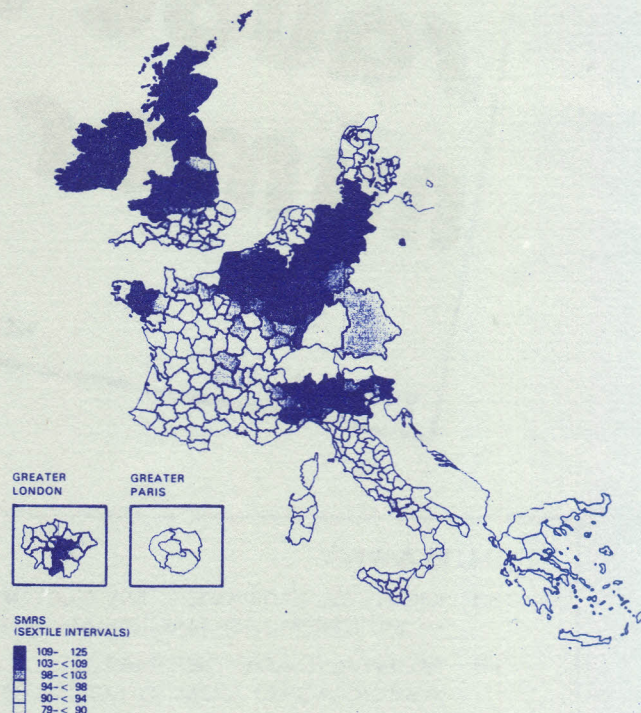 GREATER
LONDON
GREATER
PARIS
SMRS
(SEXTILE INTERVALS)
109- 125
103-<109
98-<103
94-< 98
90-< 94
79-< 90